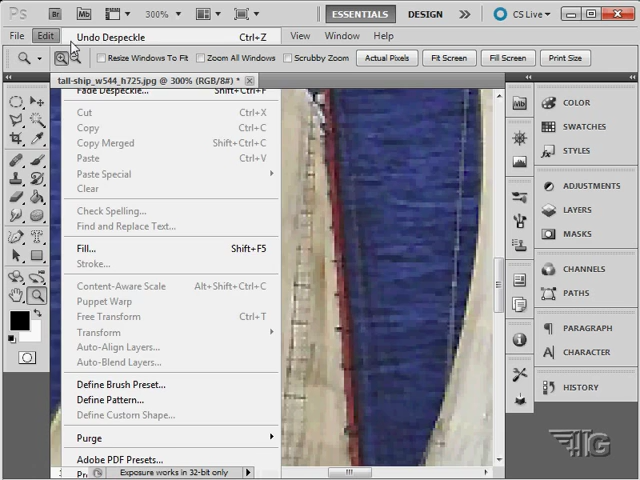 Ps Br Mb 300% ESSENTIALS DESIGN CS Live
File Edit View Window Help
Resize Windows To Fit Zoom All Windows Scrubby Zoom Actual Pixels Fit Screen Fill Screen Print Size
tall-ship_w544_h725.jpg @ 300% (RGB/8#) *
Undo Despeckle Ctrl+Z
Fade Despeckle... Shift+Ctrl+F
Cut Ctrl+X
Copy Ctrl+C
Copy Merged Shift+Ctrl+C
Paste Ctrl+V
Paste Special
Clear
Check Spelling...
Find and Replace Text...
Fill... Shift+F5
Stroke...
Content-Aware Scale Alt+Shift+Ctrl+C
Puppet Warp
Free Transform Ctrl+T
Transform
Auto-Align Layers...
Auto-Blend Layers...
Define Brush Preset...
Define Pattern...
Define Custom Shape...
Purge
Adobe PDF Presets...
Exposure works in 32-bit only
Mb COLOR
SWATCHES
STYLES
ADJUSTMENTS
LAYERS
MASKS
CHANNELS
PATHS
PARAGRAPH
CHARACTER
HISTORY